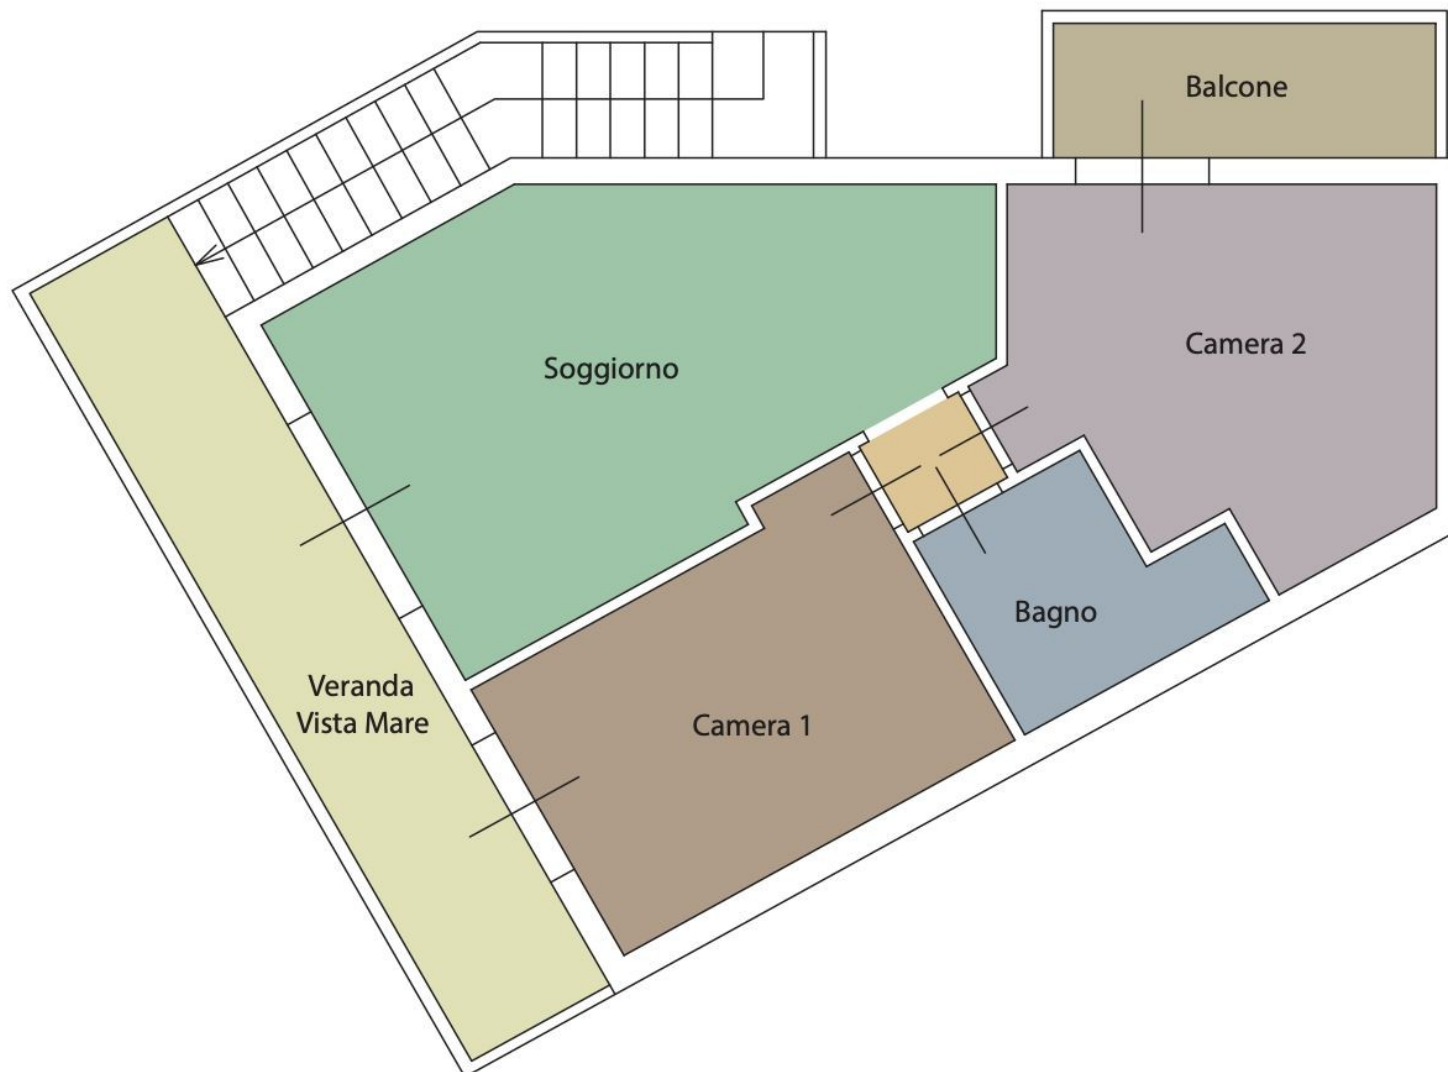 Balcone
Camera 2
Soggiorno
Bagno
Veranda
Vista Mare
Camera 1